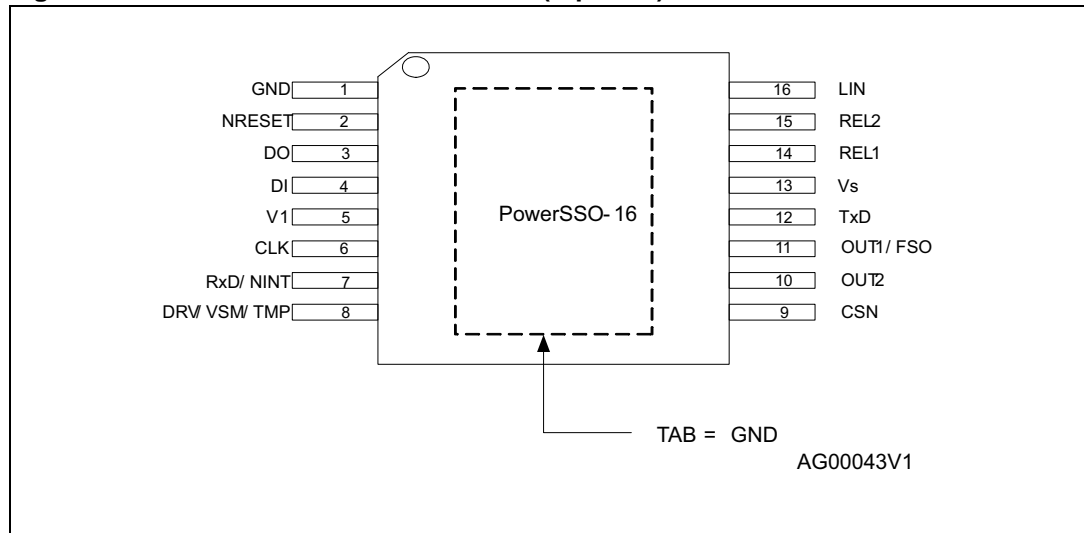 GND 1 16 LIN
NRESET 2 15 REL2
DO 3 14 REL1
DI 4 13 Vs
V1 5 PowerSSO- 16 12 TxD
CLK 6 11 OUT1/ FSO
RxD/ NINT 7 10 OUT2
DRV/ VSM/ TMP 8 9 CSN
TAB = GND
AG00043V1